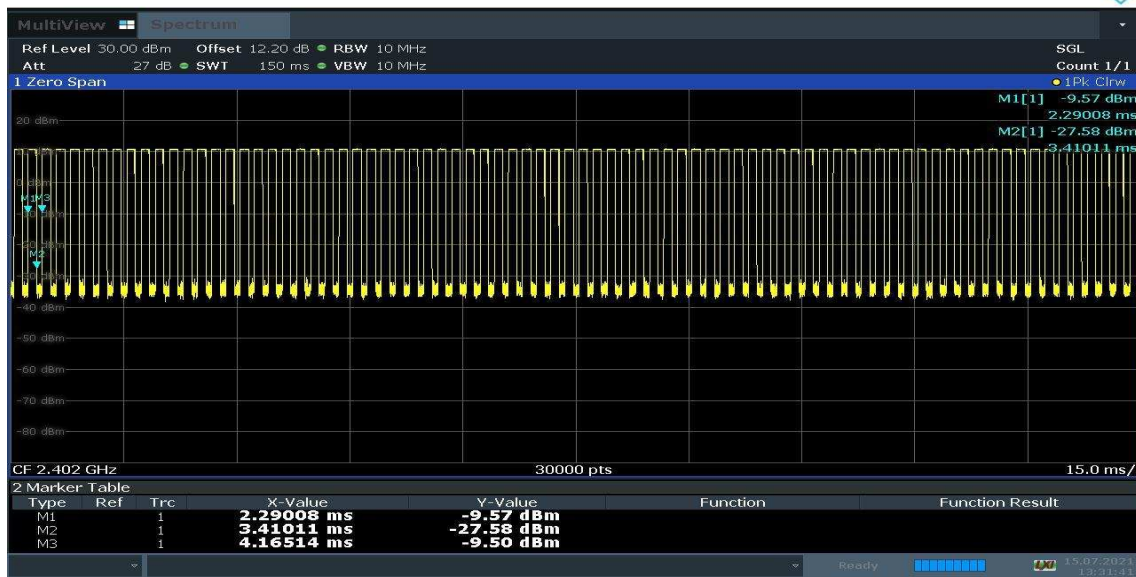 MultiView Spectrum
Ref Level 30.00 dBm Offset 12.20 dB RBW 10 MHz SGL
Att 27 dB SWT 150 ms VBW 10 MHz Count 1/1
1 Zero Span 1Pk Clrw
M1[1] -9.57 dBm
2.29008 ms
20 dBm
M2[1] -27.58 dBm
3.41011 ms
0 dBm
M1 M3
M2
-40 dBm
-50 dBm
-60 dBm
-70 dBm
-80 dBm
CF 2.402 GHz 30000 pts 15.0 ms/
2 Marker Table
Type Ref Trc X-Value Y-Value Function Function Result
M1 1 2.29008 ms -9.57 dBm
M2 1 3.41011 ms -27.58 dBm
M3 1 4.16514 ms -9.50 dBm
Ready 15.07.2021
13:31:41